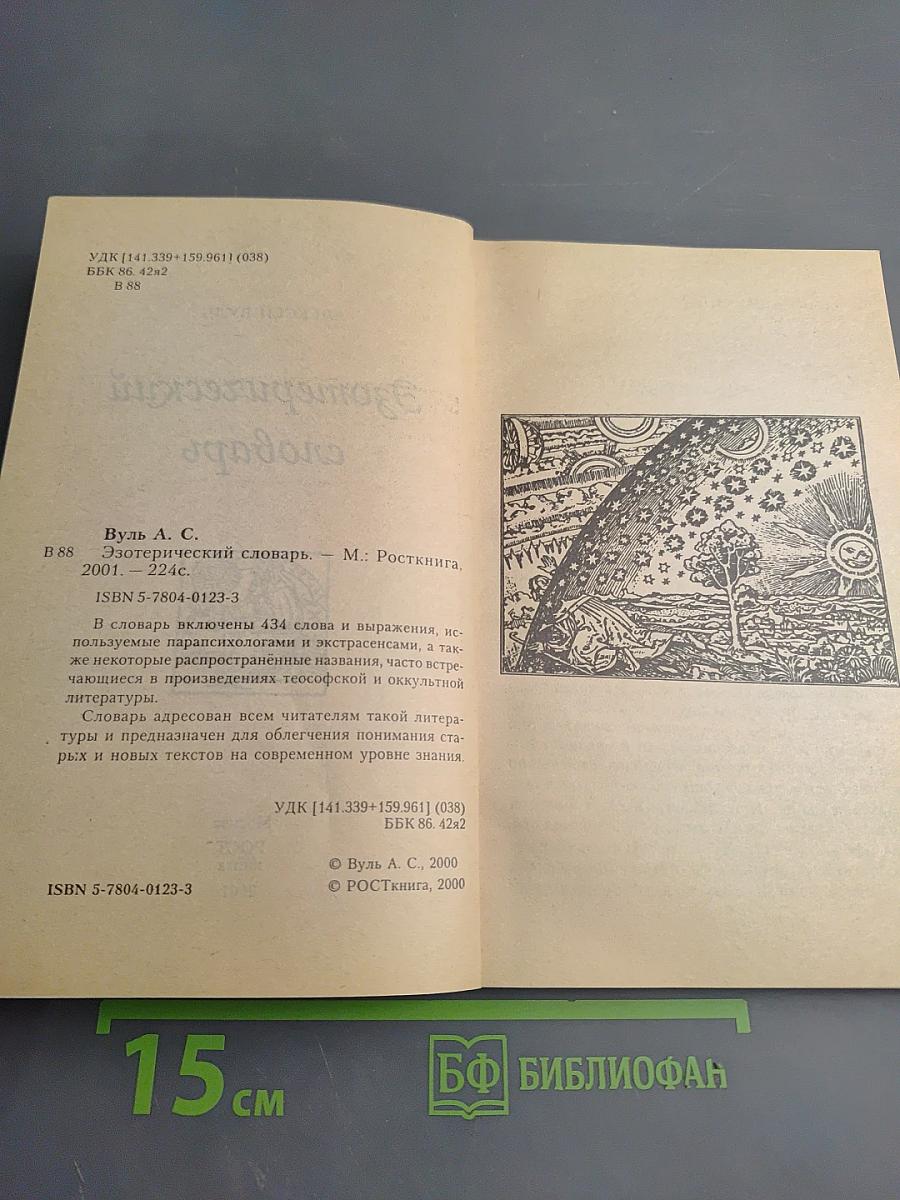 УДК [141.339+159.961] (038)
ББК 86. 42я2
В 88
Вуль А. С.
В 88 Эзотерический словарь. — М.: Росткнига,
2001. — 224с.
ISBN 5-7804-0123-3
В словарь включены 434 слова и выражения, ис-
пользуемые парапсихологами и экстрасенсами, а так-
же некоторые распространённые названия, часто встре-
чающиеся в произведениях теософской и оккультной
литературы.
Словарь адресован всем читателям такой литера-
туры и предназначен для облегчения понимания ста-
рых и новых текстов на современном уровне знания.
УДК [141.339+159.961] (038)
ББК 86. 42я2
© Вуль А. С., 2000
ISBN 5-7804-0123-3 © РОСТкнига, 2000
15 см
БФ БИБЛИОФАН